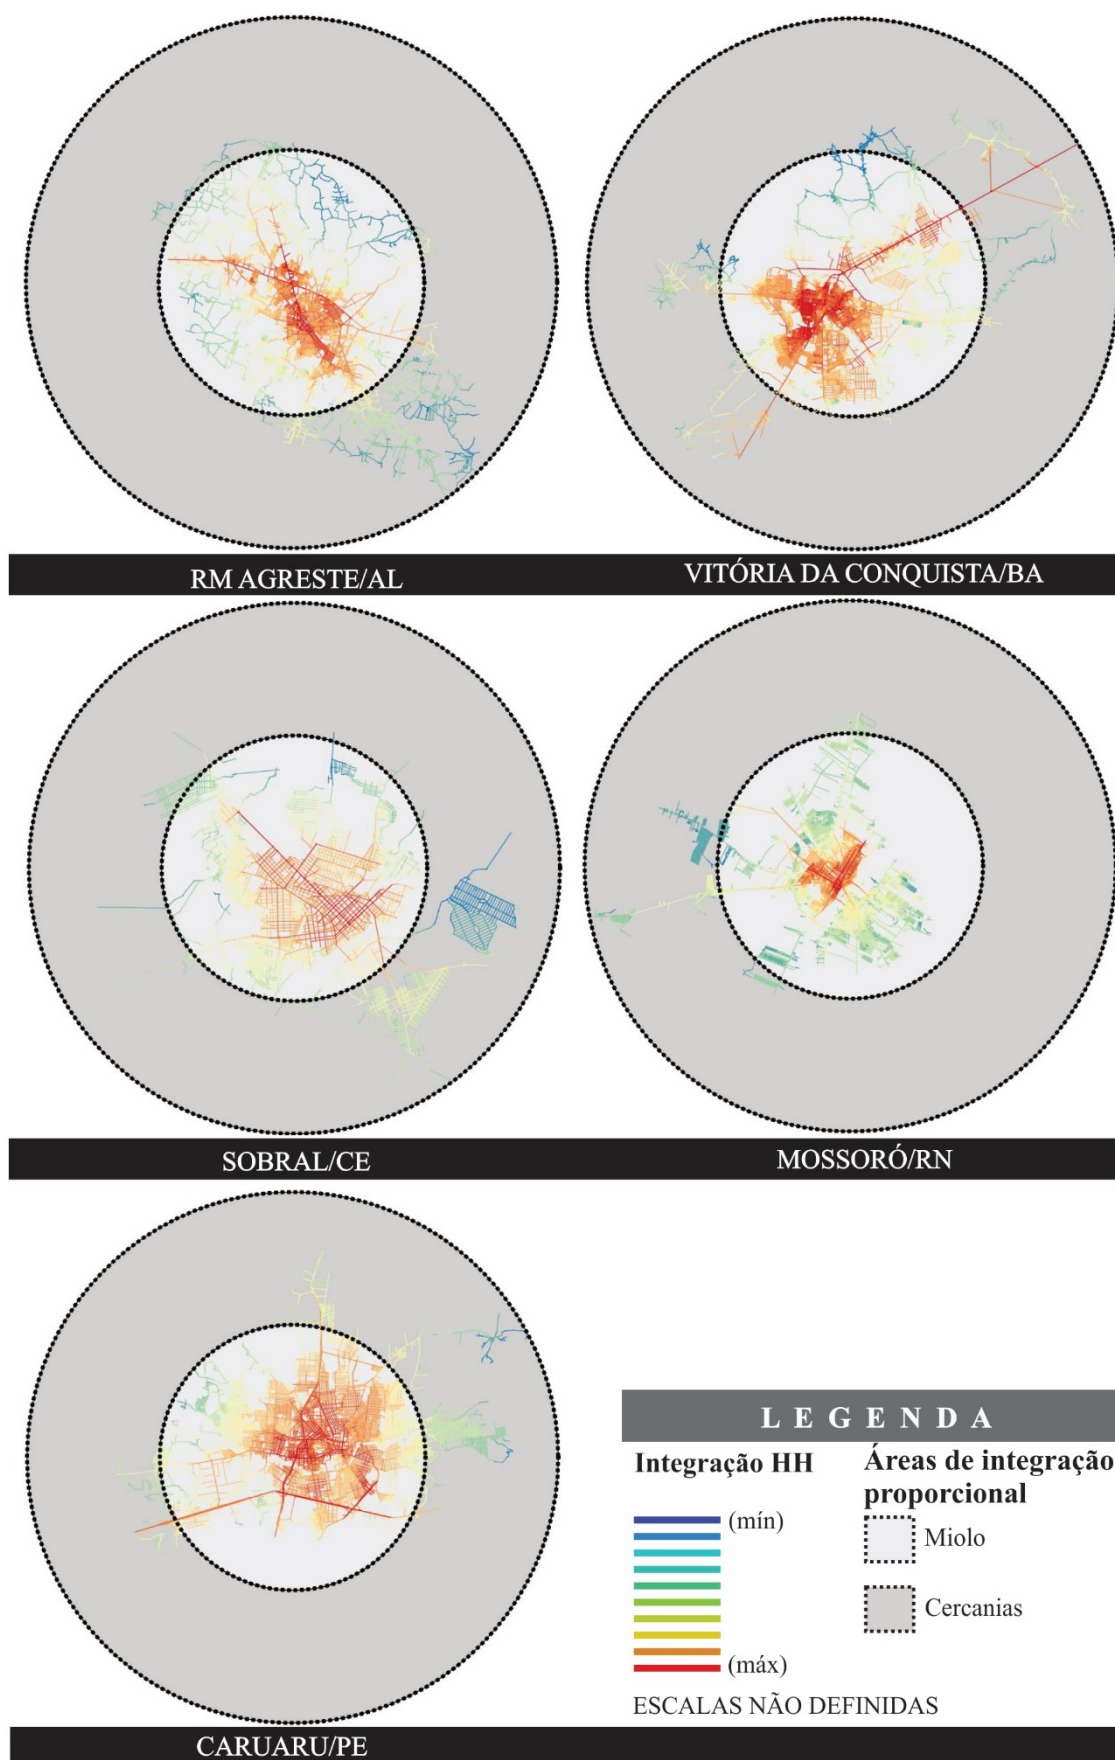 RM AGRESTE/AL
VITÓRIA DA CONQUISTA/BA
SOBRAL/CE
MOSSORÓ/RN
CARUARU/PE
LEGENDA
Integração HH
(mín)
(máx)
ESCALAS NÃO DEFINIDAS
Áreas de integração
proporcional
Miolo
Cercanias